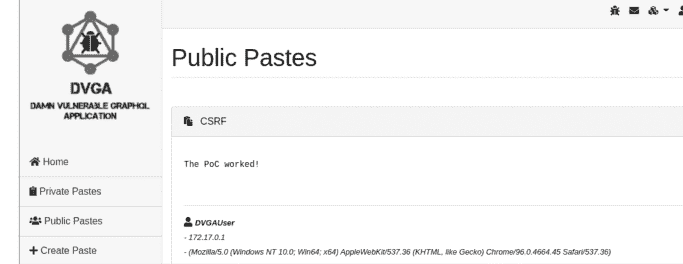 DVGA
DAMN VULNERABLE GRAPHQL
APPLICATION
Home
Private Pastes
Public Pastes
Create Paste
Public Pastes
CSRF
The PoC worked!
DVGAUser
- 172.17.0.1
- (Mozilla/5.0 (Windows NT 10.0; Win64; x64) AppleWebKit/537.36 (KHTML, like Gecko) Chrome/96.0.4664.45 Safari/537.36)